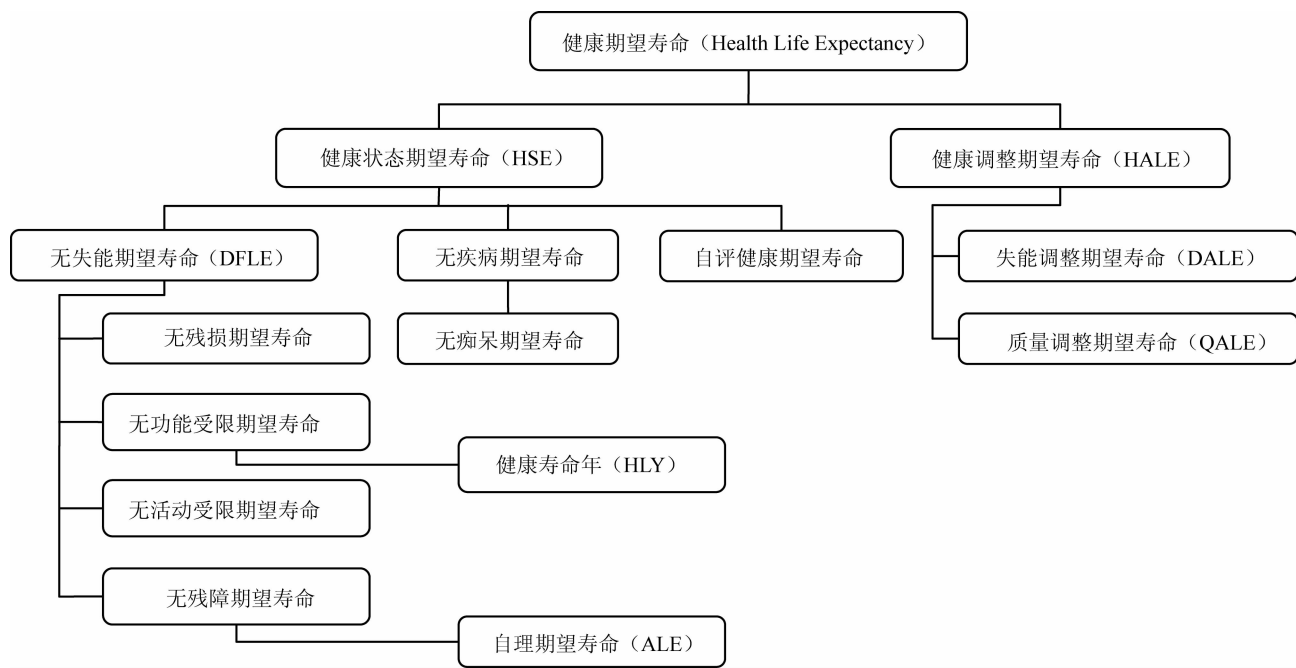 健康期望寿命（Health Life Expectancy）
健康状态期望寿命（HSE）
健康调整期望寿命（HALE）
无失能期望寿命（DFLE）
无疾病期望寿命
自评健康期望寿命
失能调整期望寿命（DALE）
无残损期望寿命
无痴呆期望寿命
质量调整期望寿命（QALE）
无功能受限期望寿命
健康寿命年（HLY）
无活动受限期望寿命
无残障期望寿命
自理期望寿命（ALE）